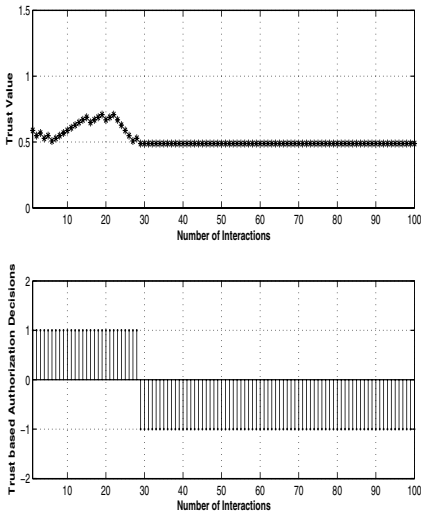 1.5
1
0.5
0
Trust Value
10 20 30 40 50 60 70 80 90 100
Number of Interactions
2
1
0
−1
−2
Trust based Authorization Decisions
10 20 30 40 50 60 70 80 90 100
Number of Interactions